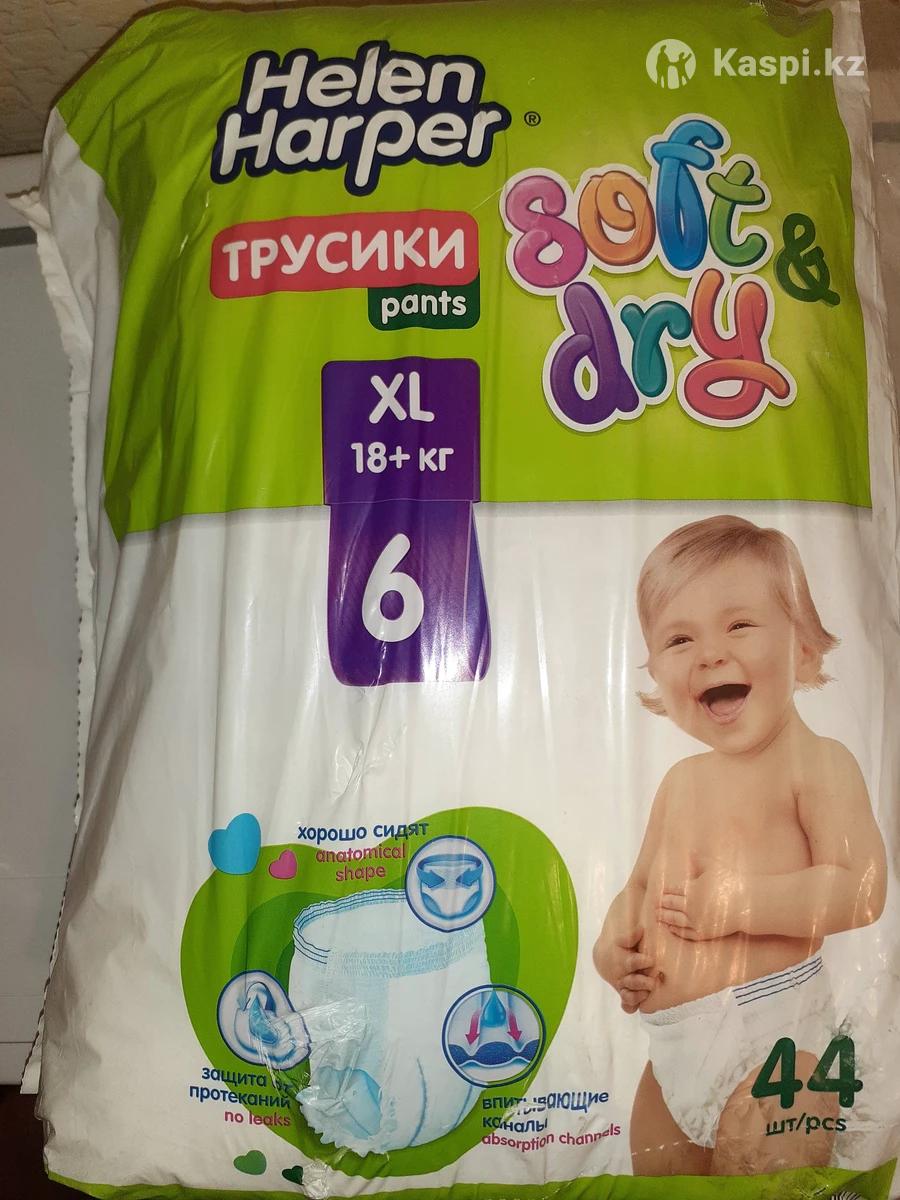 Kaspi.kz
Helen
Harper®
soft &
dry
ТРУСИКИ
pants
XL
18+ кг
6
хорошо сидят
anatomical
shape
защита от
протеканий
no leaks
впитывающие
каналы
absorption channels
44
шт/pcs